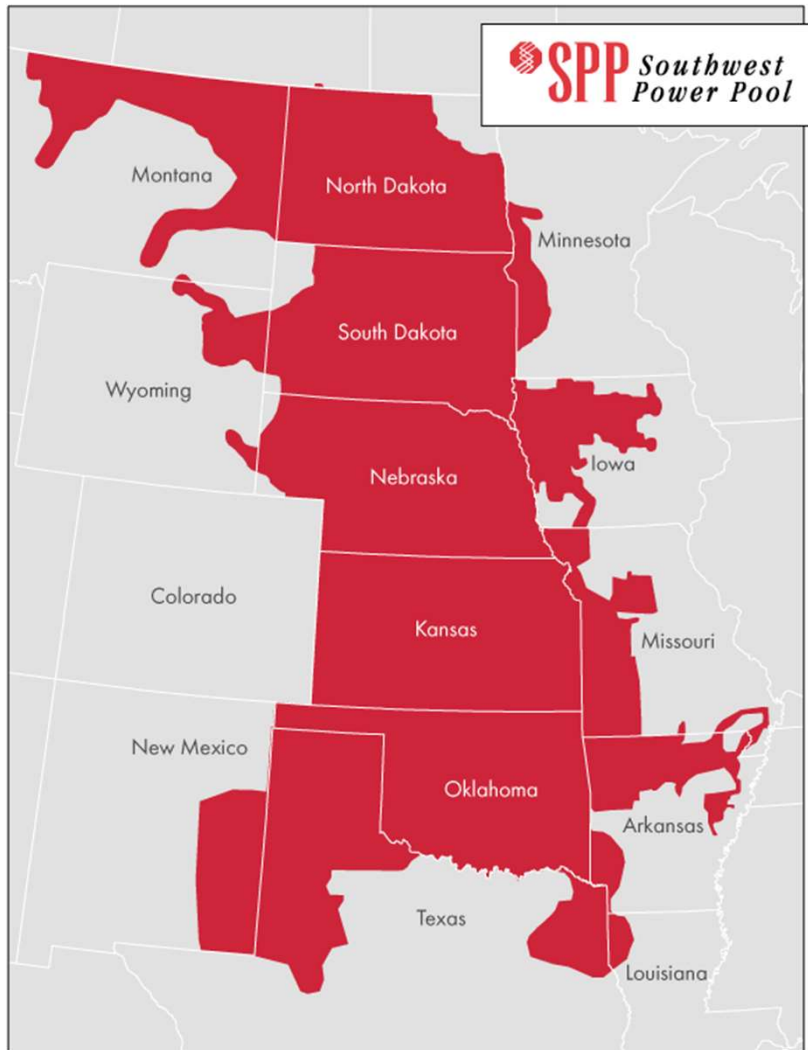 SPP Southwest
Power Pool
Montana
North Dakota
Minnesota
South Dakota
Wyoming
Iowa
Nebraska
Colorado
Kansas
Missouri
New Mexico
Oklahoma
Arkansas
Texas
Louisiana